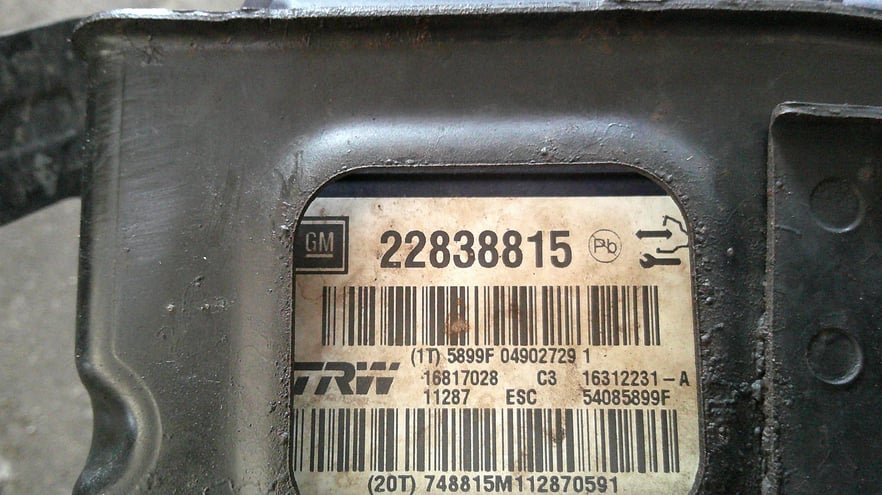 GM 22838815 Pb
(1T) 5899F 04902729 1
TRW 16817028 C3 16312231-A
11287 ESC 54085899F
(20T) 748815M112870591